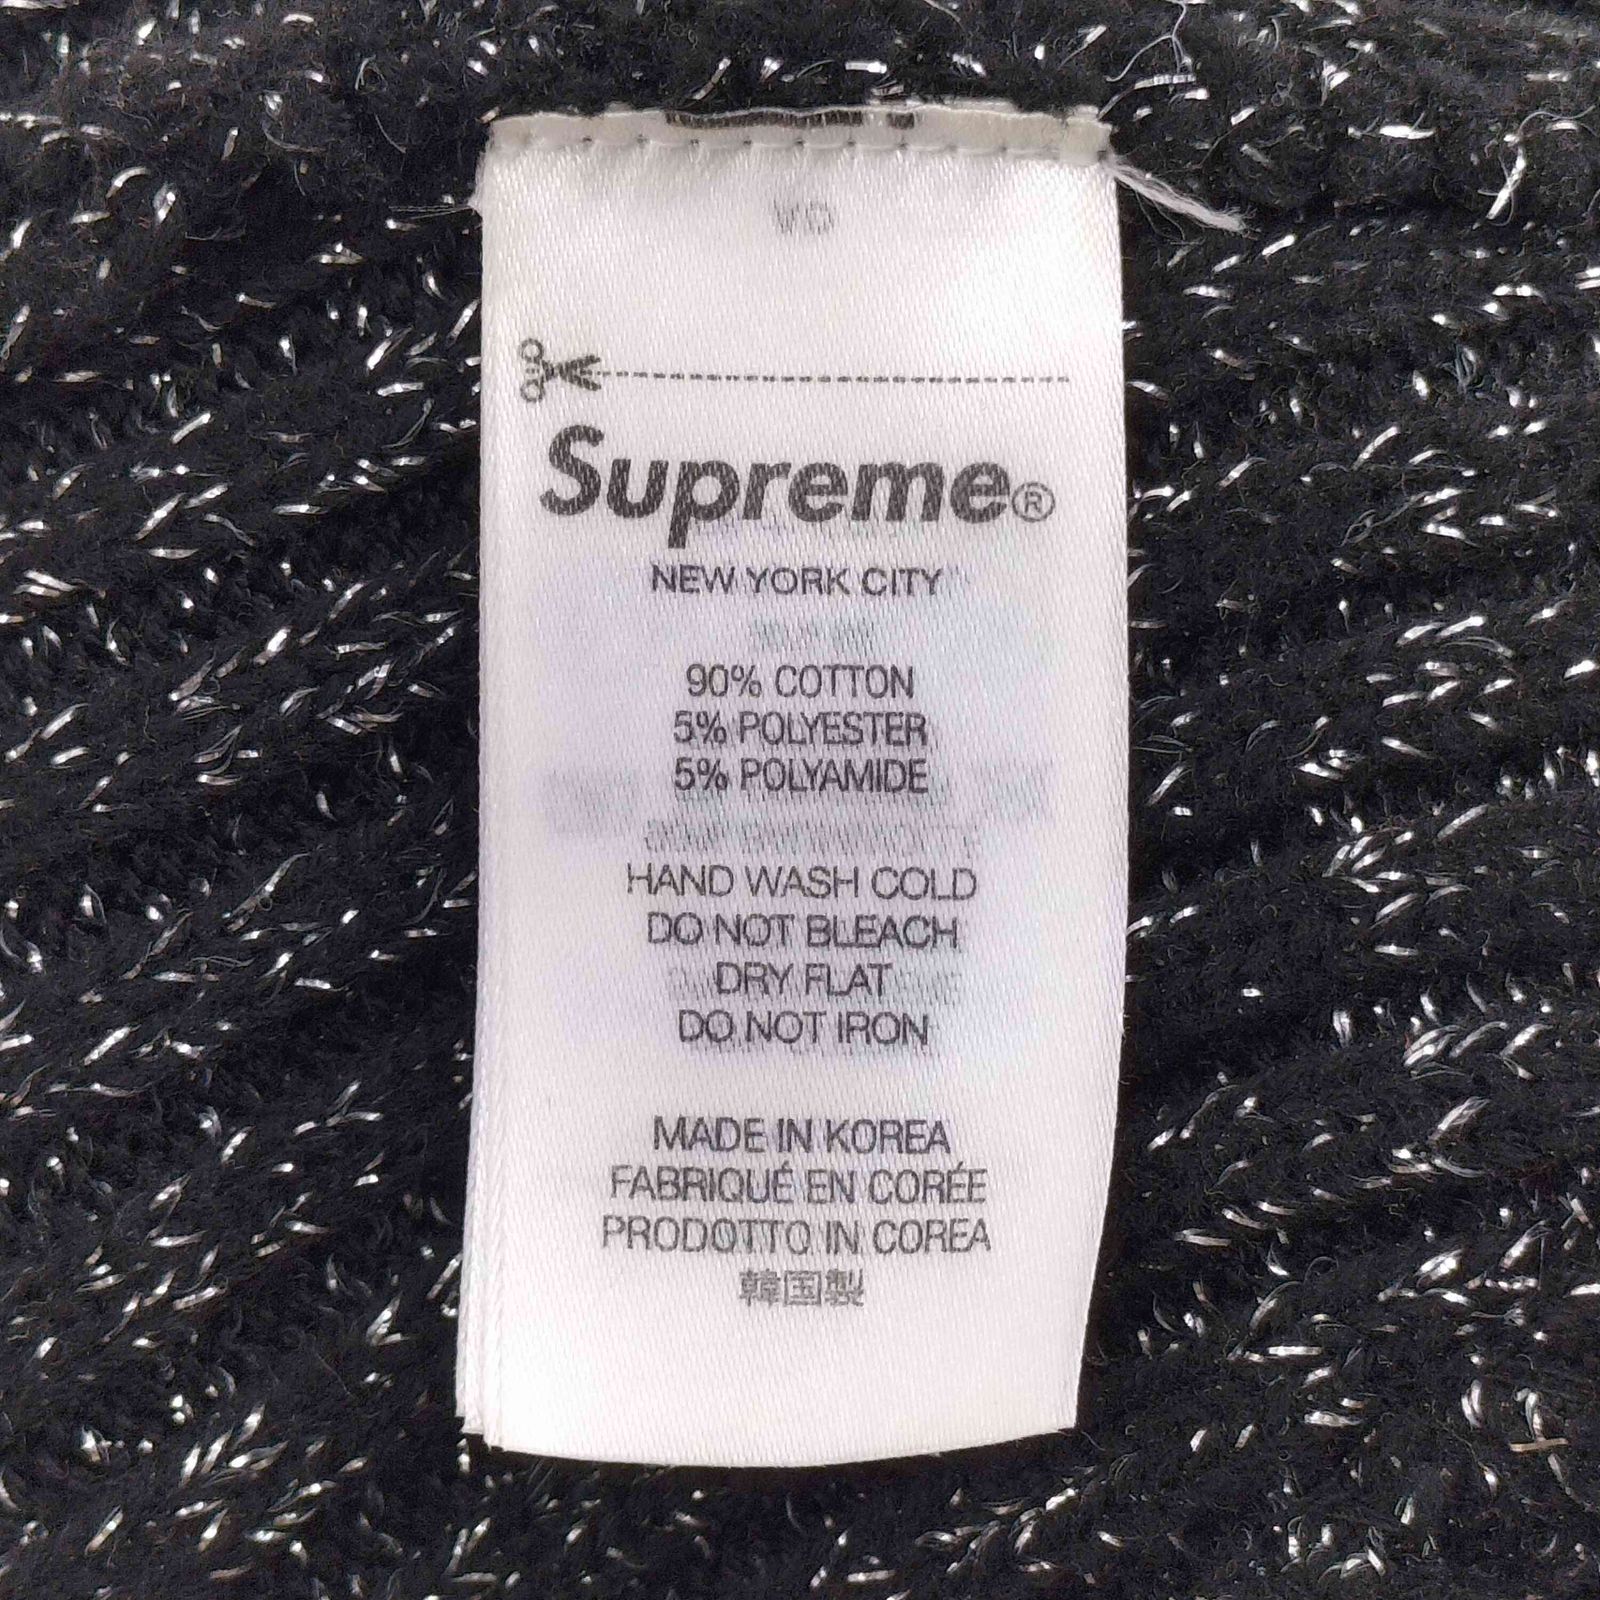 VO
Supreme®
NEW YORK CITY
90% COTTON
5% POLYESTER
5% POLYAMIDE
HAND WASH COLD
DO NOT BLEACH
DRY FLAT
DO NOT IRON
MADE IN KOREA
FABRIQUÉ EN CORÉE
PRODOTTO IN COREA
韓国製